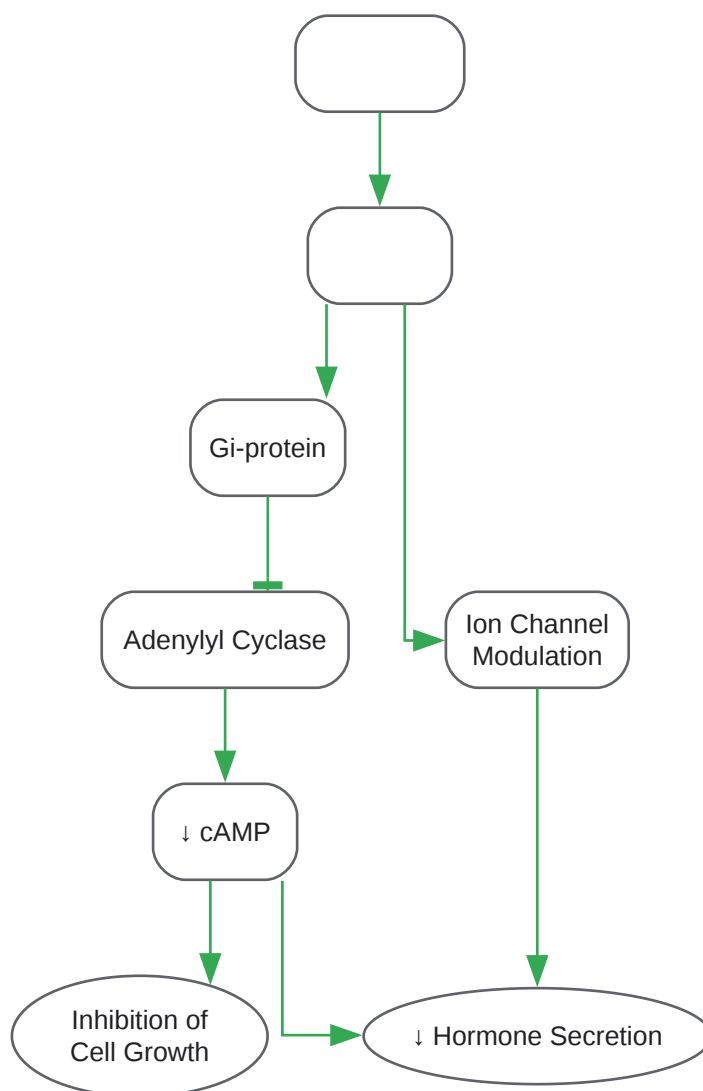 Gi-protein
Adenylyl Cyclase
Ion Channel
Modulation
↓ cAMP
Inhibition of
Cell Growth
↓ Hormone Secretion